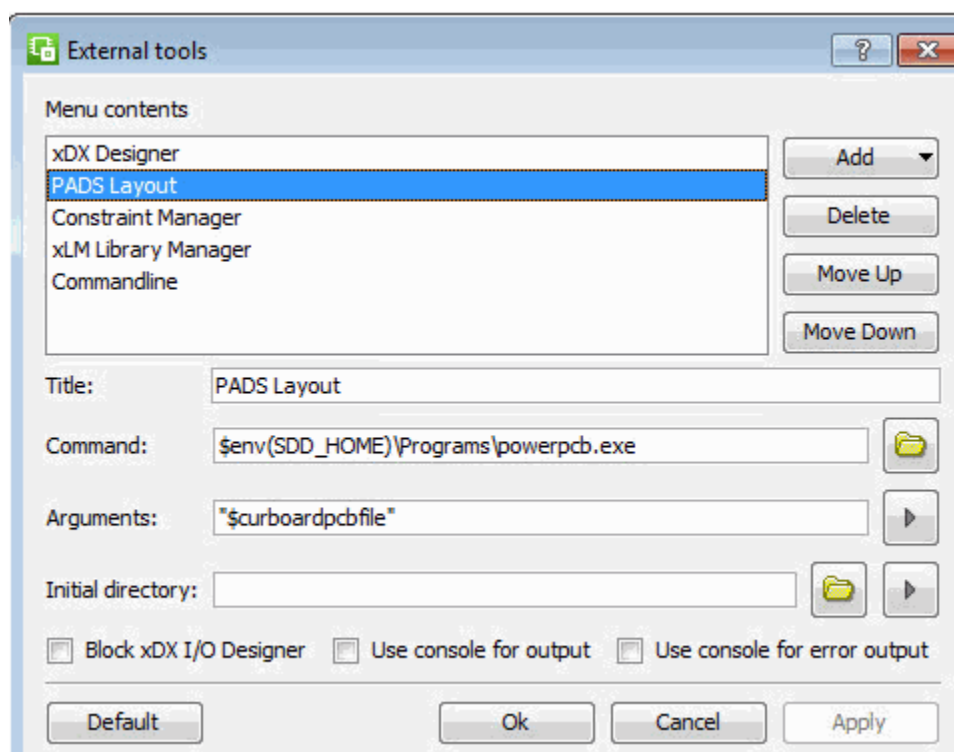 External tools
Menu contents
xDX Designer
PADS Layout
Constraint Manager
xLM Library Manager
Commandline
Add
Delete
Move Up
Move Down
Title: PADS Layout
Command: $env(SDD_HOME)\Programs\powerpcb.exe
Arguments: "$curboardpcbfile"
Initial directory:
Block xDX I/O Designer Use console for output Use console for error output
Default Ok Cancel Apply